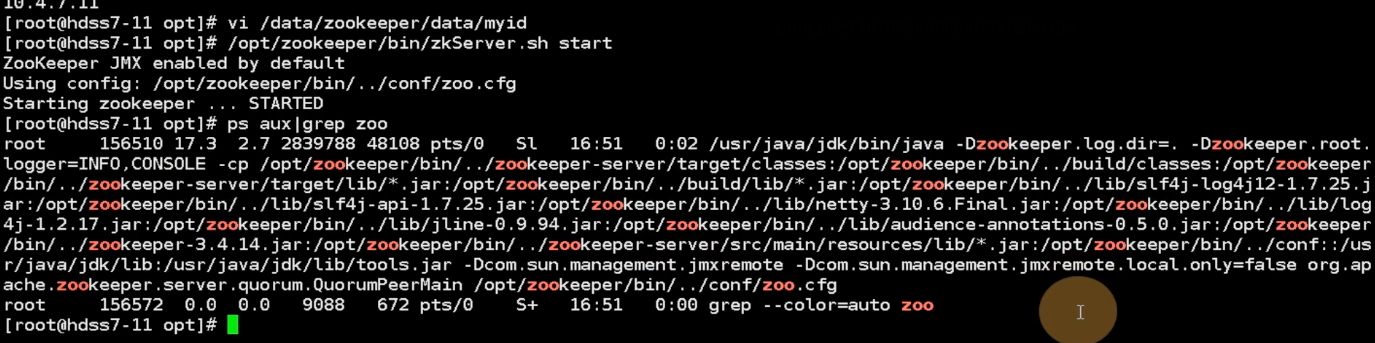 10.4.7.11
[root@hdss7-11 opt]# vi /data/zookeeper/data/myid
[root@hdss7-11 opt]# /opt/zookeeper/bin/zkServer.sh start
ZooKeeper JMX enabled by default
Using config: /opt/zookeeper/bin/../conf/zoo.cfg
Starting zookeeper ... STARTED
[root@hdss7-11 opt]# ps aux|grep zoo
root     156510 17.3  2.7 2839788 48108 pts/0   Sl   16:51   0:02 /usr/java/jdk/bin/java -Dzookeeper.log.dir=. -Dzookeeper.root.
logger=INFO,CONSOLE -cp /opt/zookeeper/bin/../zookeeper-server/target/classes:/opt/zookeeper/bin/../build/classes:/opt/zookeeper
/bin/../zookeeper-server/target/lib/*.jar:/opt/zookeeper/bin/../build/lib/*.jar:/opt/zookeeper/bin/../lib/slf4j-log4j12-1.7.25.j
ar:/opt/zookeeper/bin/../lib/slf4j-api-1.7.25.jar:/opt/zookeeper/bin/../lib/netty-3.10.6.Final.jar:/opt/zookeeper/bin/../lib/log
4j-1.2.17.jar:/opt/zookeeper/bin/../lib/jline-0.9.94.jar:/opt/zookeeper/bin/../lib/audience-annotations-0.5.0.jar:/opt/zookeeper
/bin/../zookeeper-3.4.14.jar:/opt/zookeeper/bin/../zookeeper-server/src/main/resources/lib/*.jar:/opt/zookeeper/bin/../conf::/us
r/java/jdk/lib:/usr/java/jdk/lib/tools.jar -Dcom.sun.management.jmxremote -Dcom.sun.management.jmxremote.local.only=false org.ap
ache.zookeeper.server.quorum.QuorumPeerMain /opt/zookeeper/bin/../conf/zoo.cfg
root     156572  0.0  0.0   9088   672 pts/0    S+   16:51   0:00 grep --color=auto zoo
[root@hdss7-11 opt]#